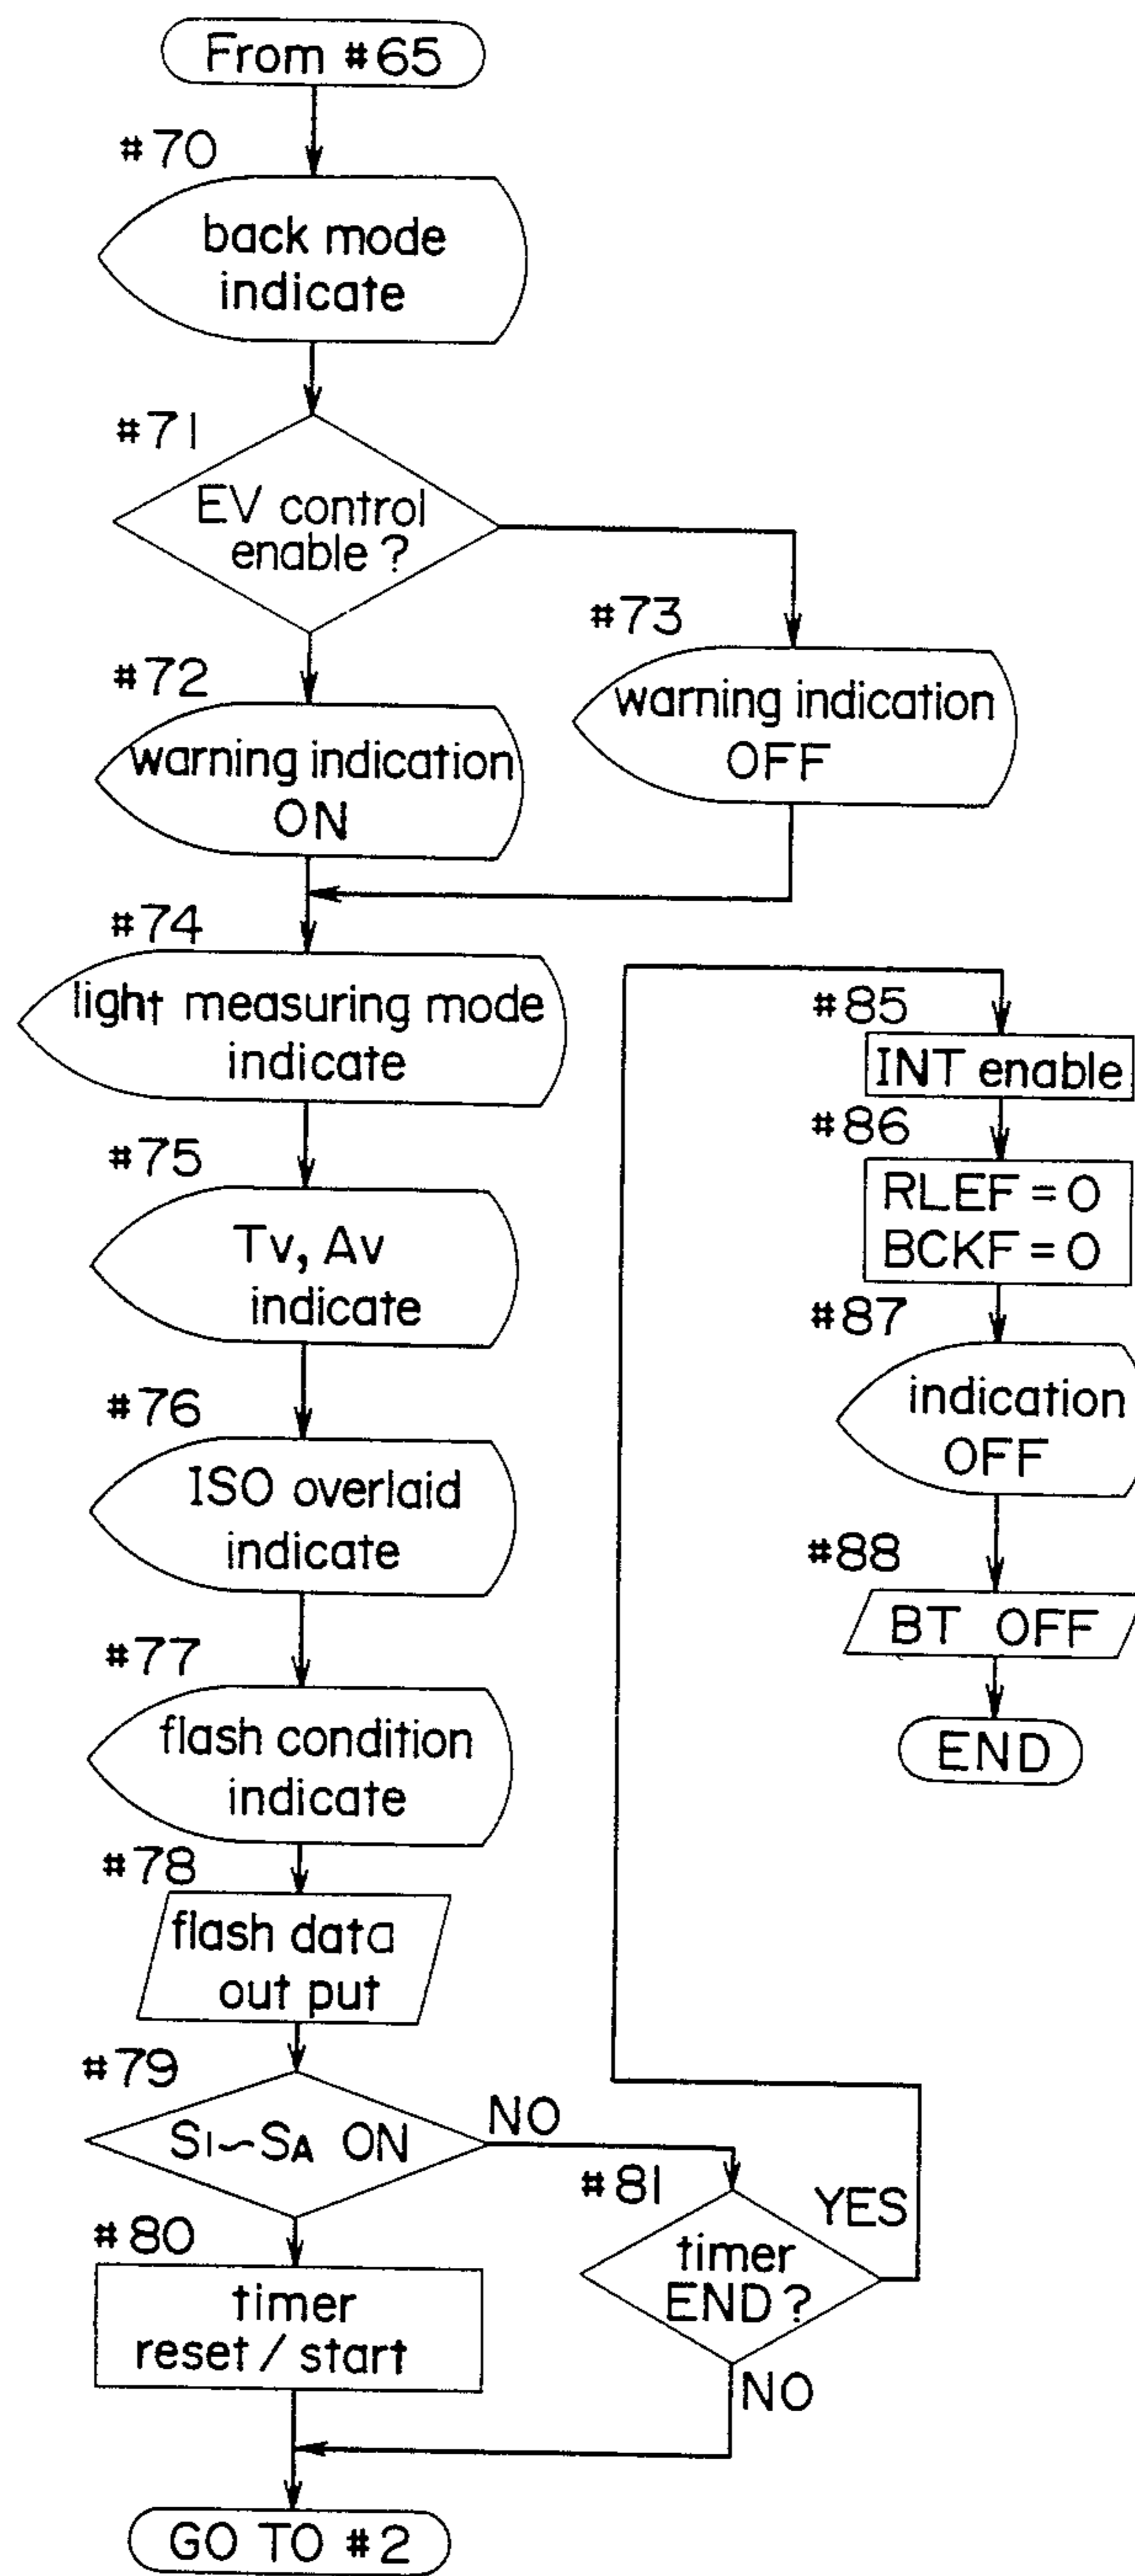 From #65
#70
back mode
indicate
#71
EV control
enable ?
#72
warning indication
ON
#73
warning indication
OFF
#74
light measuring mode
indicate
#75
Tv, Av
indicate
#76
ISO overlaid
indicate
#77
flash condition
indicate
#78
flash data
out put
#79
S1~SA ON
NO
#80
timer
reset / start
#81
timer
END ?
YES
NO
GO TO #2
#85
INT enable
#86
RLEF = 0
BCKF = 0
#87
indication
OFF
#88
BT OFF
END